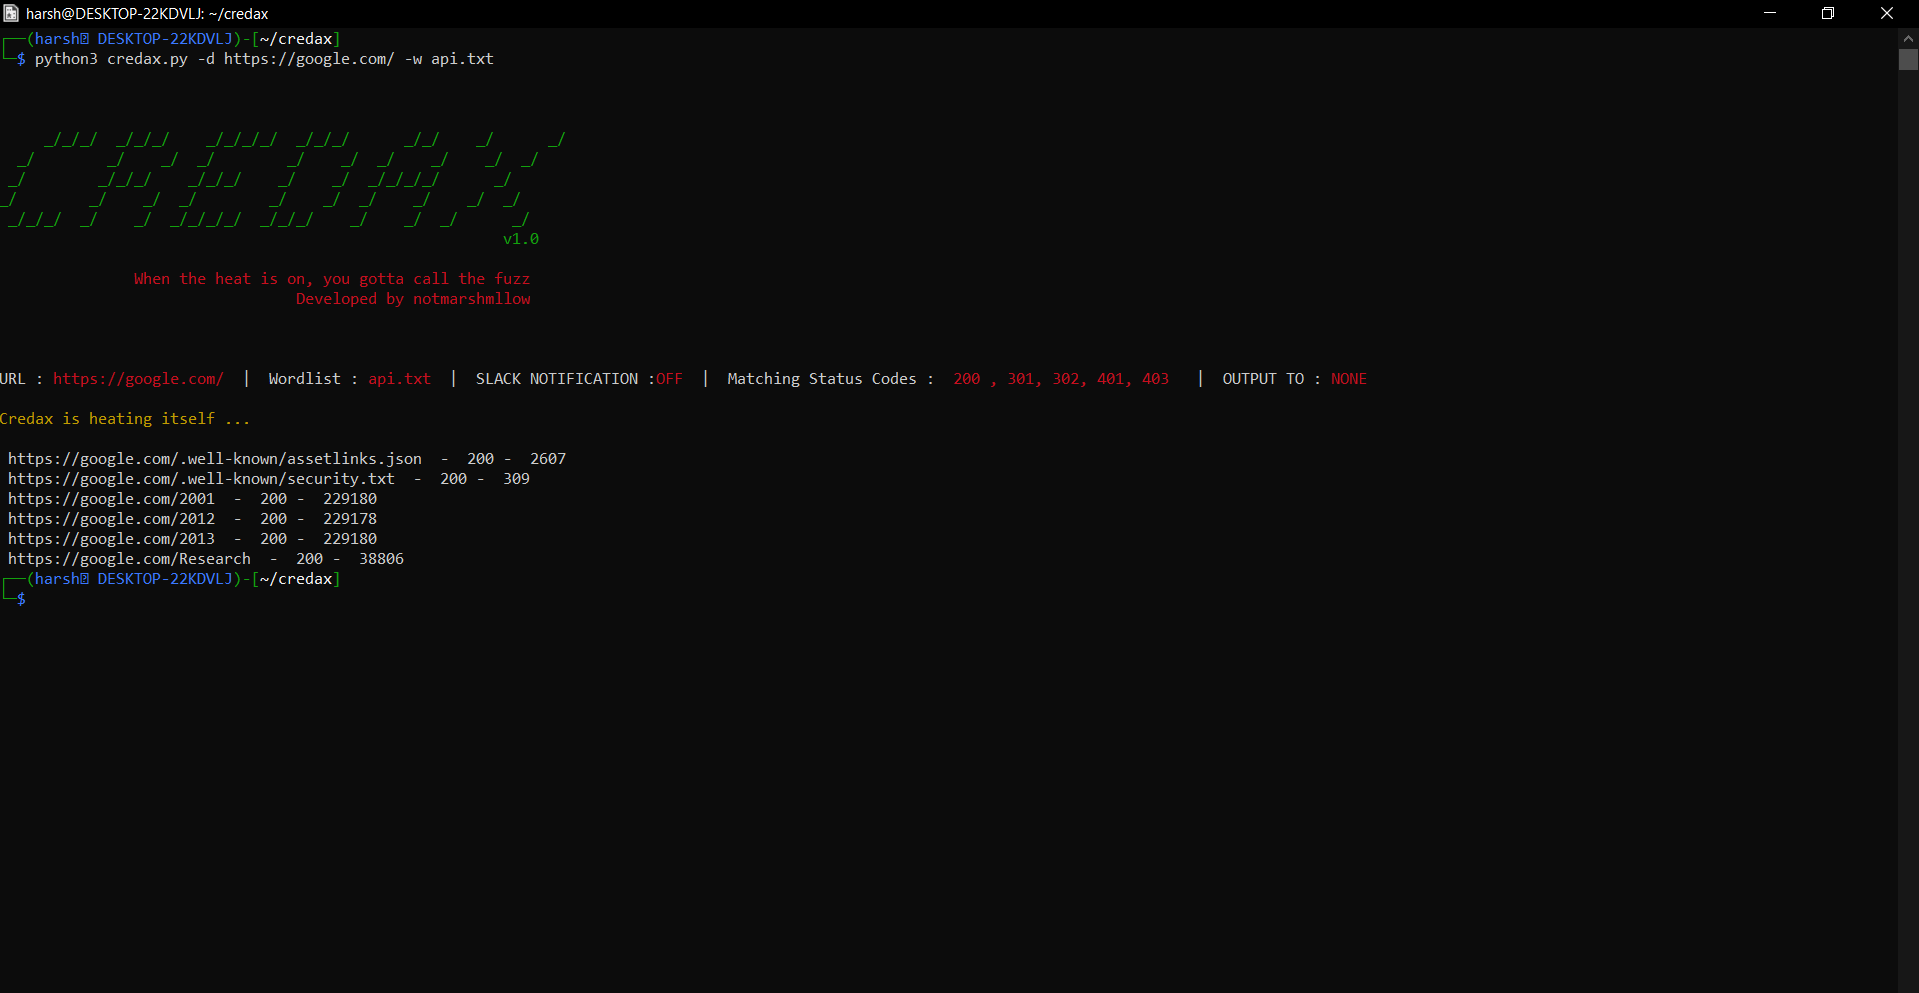 harsh@DESKTOP-22KDVLJ: ~/credax
┌──(harsh⍰ DESKTOP-22KDVLJ)-[~/credax]
└─$ python3 credax.py -d https://google.com/ -w api.txt
     _/_/_/  _/_/_/    _/_/_/_/  _/_/_/      _/_/    _/      _/
  _/        _/    _/  _/        _/    _/  _/    _/    _/  _/
 _/        _/_/_/    _/_/_/    _/    _/  _/_/_/_/      _/
_/        _/    _/  _/        _/    _/  _/    _/    _/  _/
 _/_/_/  _/    _/  _/_/_/_/  _/_/_/    _/    _/  _/      _/
v1.0
When the heat is on, you gotta call the fuzz
Developed by notmarshmllow
URL : https://google.com/  |  Wordlist : api.txt  |  SLACK NOTIFICATION :OFF  |  Matching Status Codes :  200 , 301, 302, 401, 403   |  OUTPUT TO : NONE
Credax is heating itself ...
https://google.com/.well-known/assetlinks.json  -  200 -  2607
https://google.com/.well-known/security.txt  -  200 -  309
https://google.com/2001  -  200 -  229180
https://google.com/2012  -  200 -  229178
https://google.com/2013  -  200 -  229180
https://google.com/Research  -  200 -  38806
┌──(harsh⍰ DESKTOP-22KDVLJ)-[~/credax]
└─$